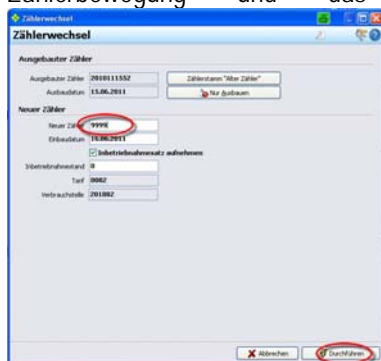 Zählerbewegung und das
Zählerwechsel
Zählerwechsel
Ausgebauter Zähler
Ausgebauter Zähler 2010111552 Zählerstamm "Alter Zähler"
Ausbaudatum 15.06.2011 Nur Ausbauen
Neuer Zähler
Neuer Zähler 9999
Einbaudatum 15.06.2011
Inbetriebnahmesatz aufnehmen
Inbetriebnahmestand 0
Tarif 0002
Verbrauchstelle 201002
Abbrechen Durchführen